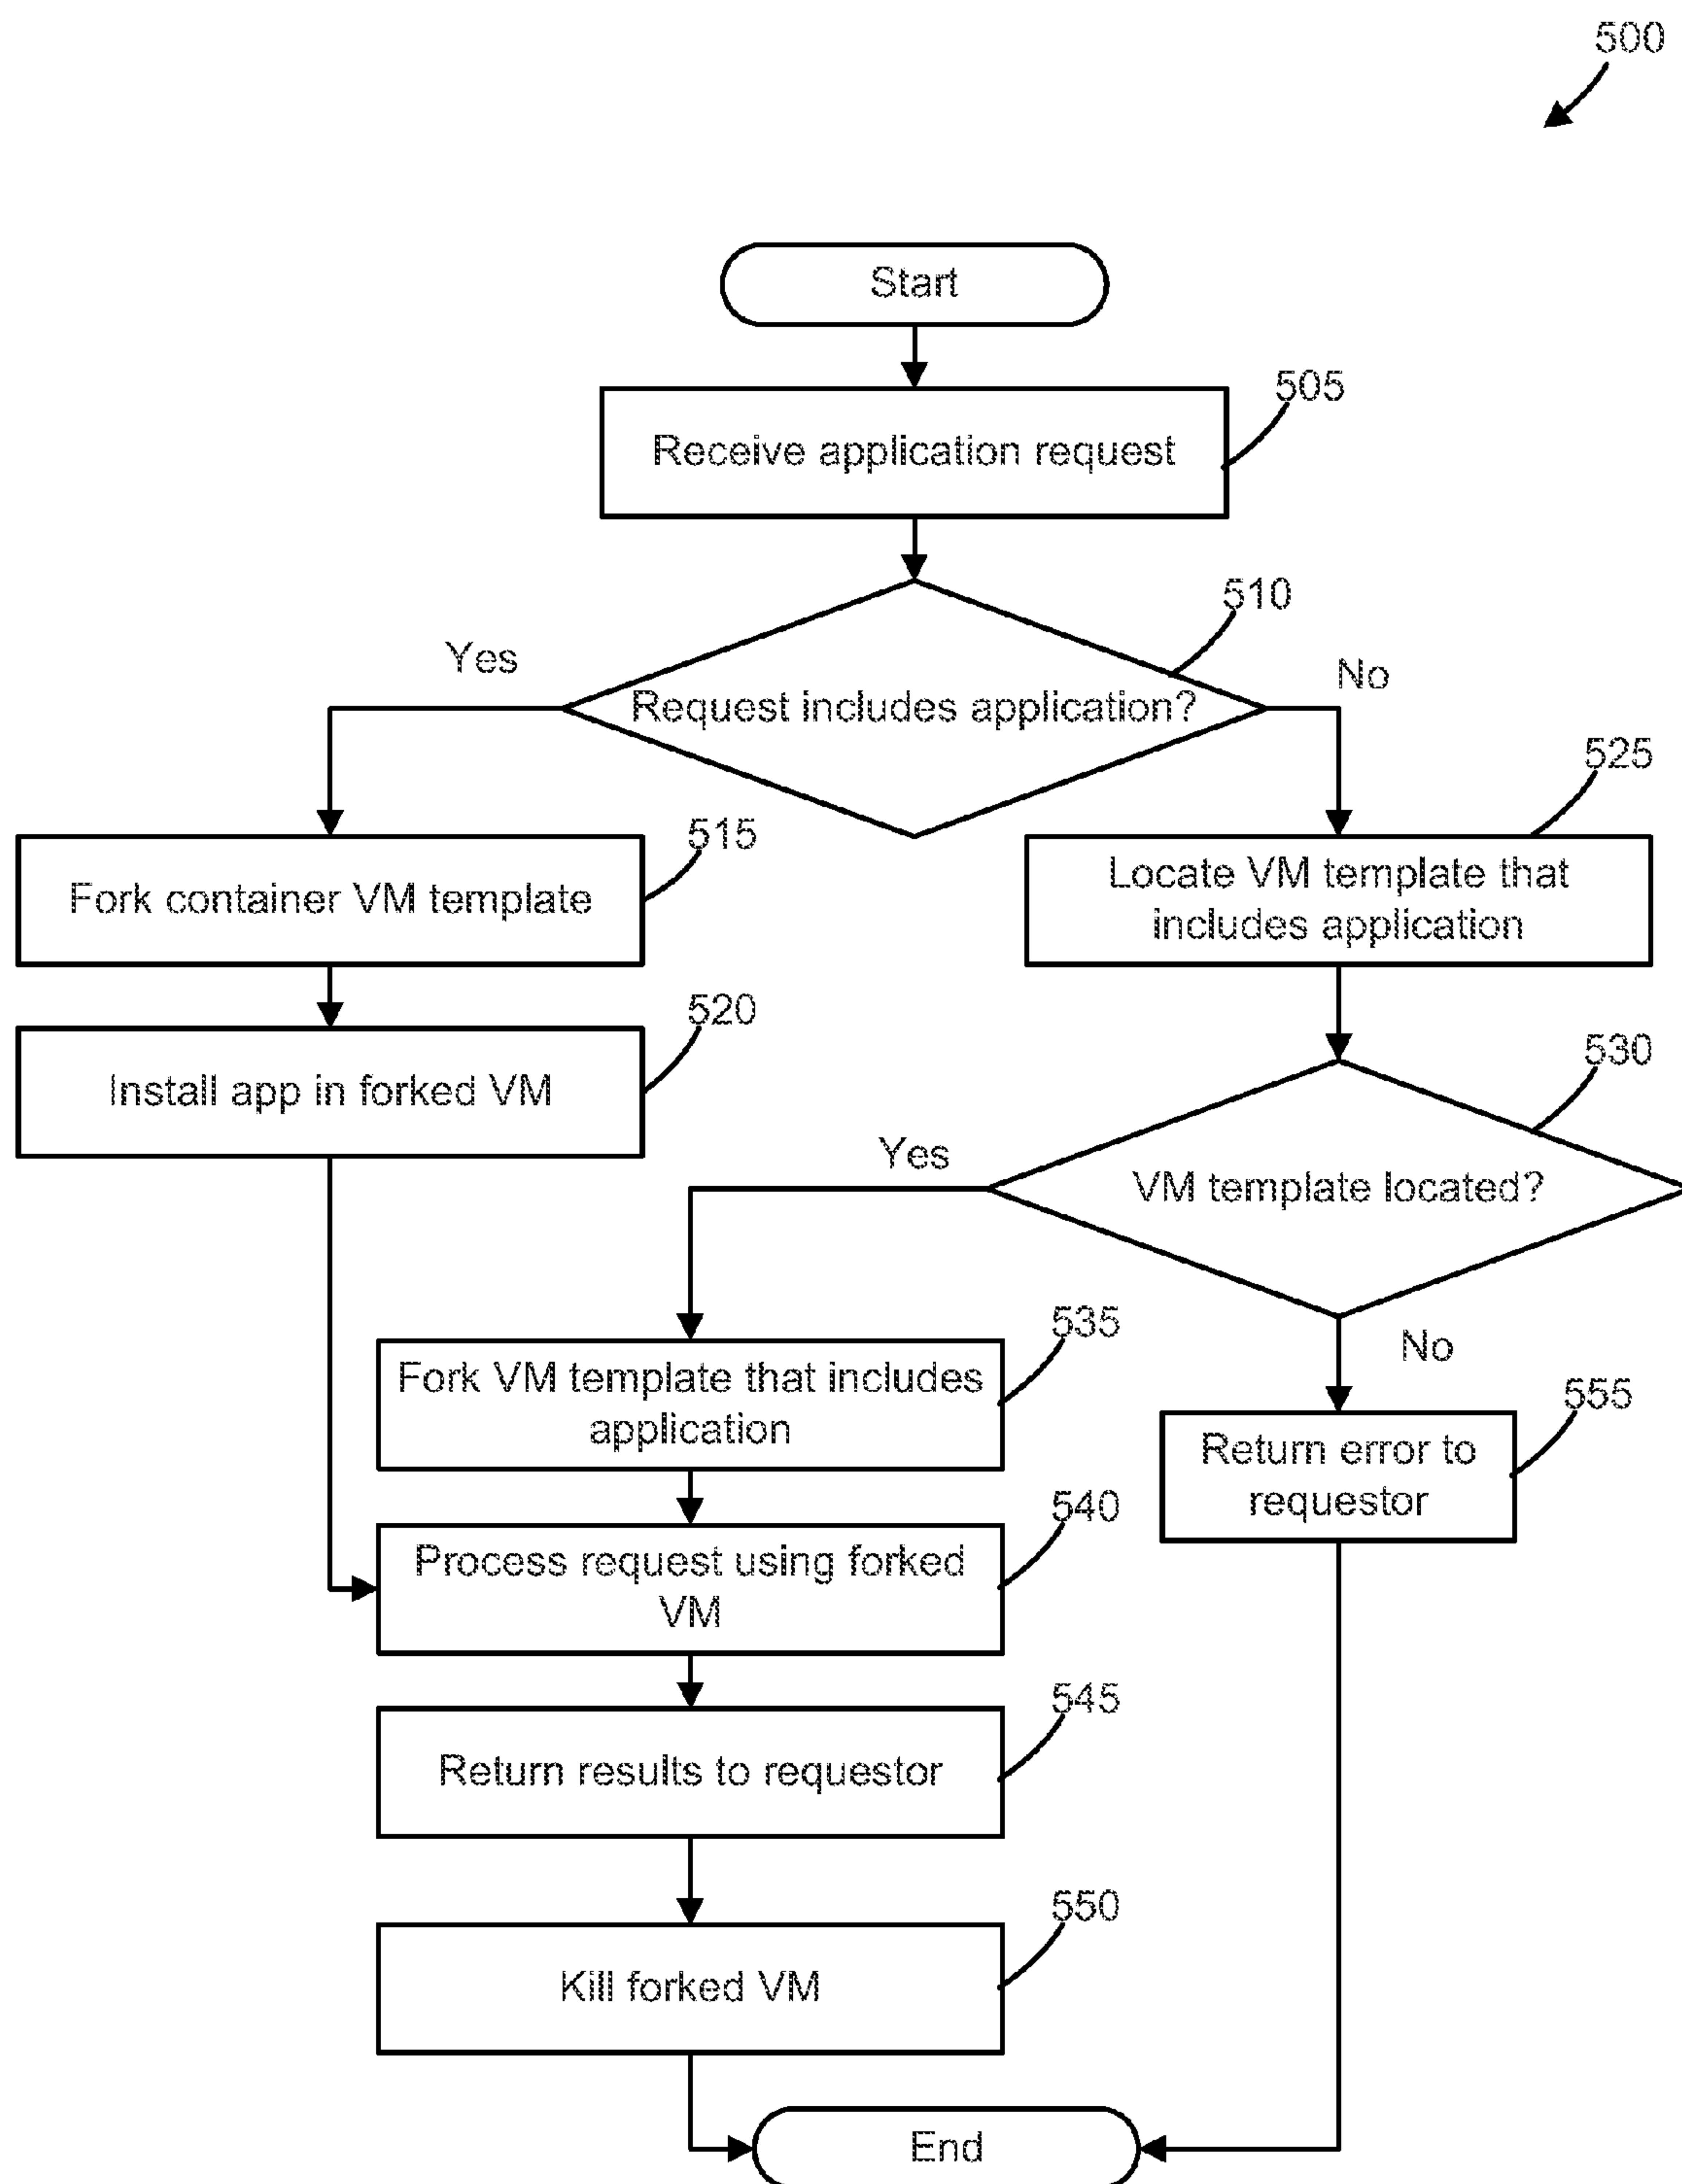 500
Start
505
Receive application request
510
Yes
No
Request includes application?
525
515
Locate VM template that
includes application
Fork container VM template
520
530
Install app in forked VM
Yes
VM template located?
535
No
Fork VM template that includes
application
555
Return error to
requestor
540
Process request using forked
VM
545
Return results to requestor
550
Kill forked VM
End